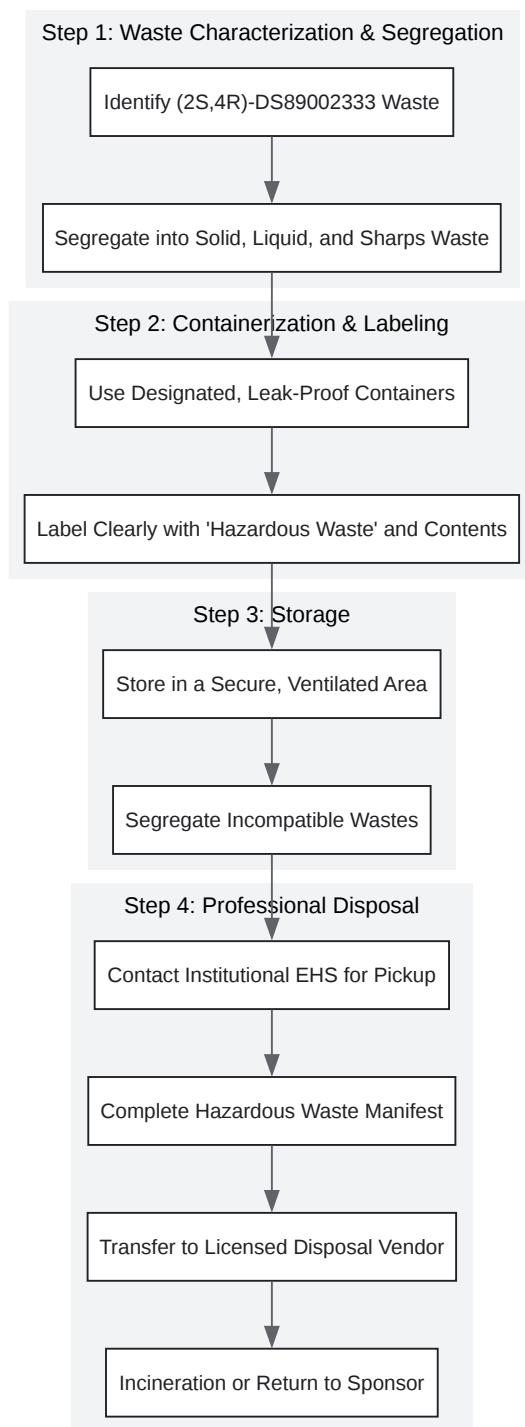 Step 1: Waste Characterization & Segregation
Identify (2S,4R)-DS89002333 Waste
Segregate into Solid, Liquid, and Sharps Waste
Step 2: Containerization & Labeling
Use Designated, Leak-Proof Containers
Label Clearly with 'Hazardous Waste' and Contents
Step 3: Storage
Store in a Secure, Ventilated Area
Segregate Incompatible Wastes
Step 4: Professional Disposal
Contact Institutional EHS for Pickup
Complete Hazardous Waste Manifest
Transfer to Licensed Disposal Vendor
Incineration or Return to Sponsor